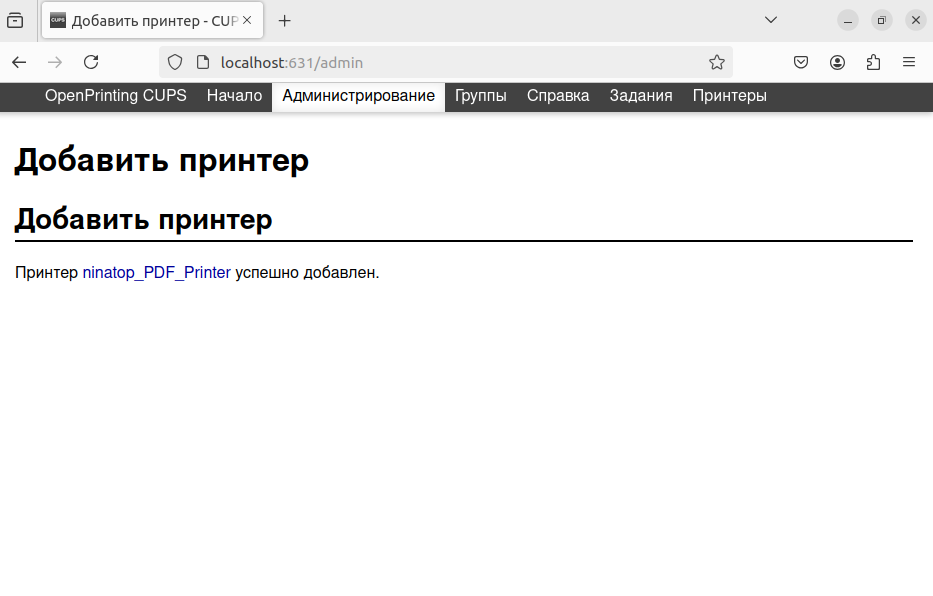 CUPS Добавить принтер - CUP
localhost:631/admin
OpenPrinting CUPS Начало Администрирование Группы Справка Задания Принтеры
Добавить принтер
Добавить принтер
Принтер ninatop_PDF_Printer успешно добавлен.